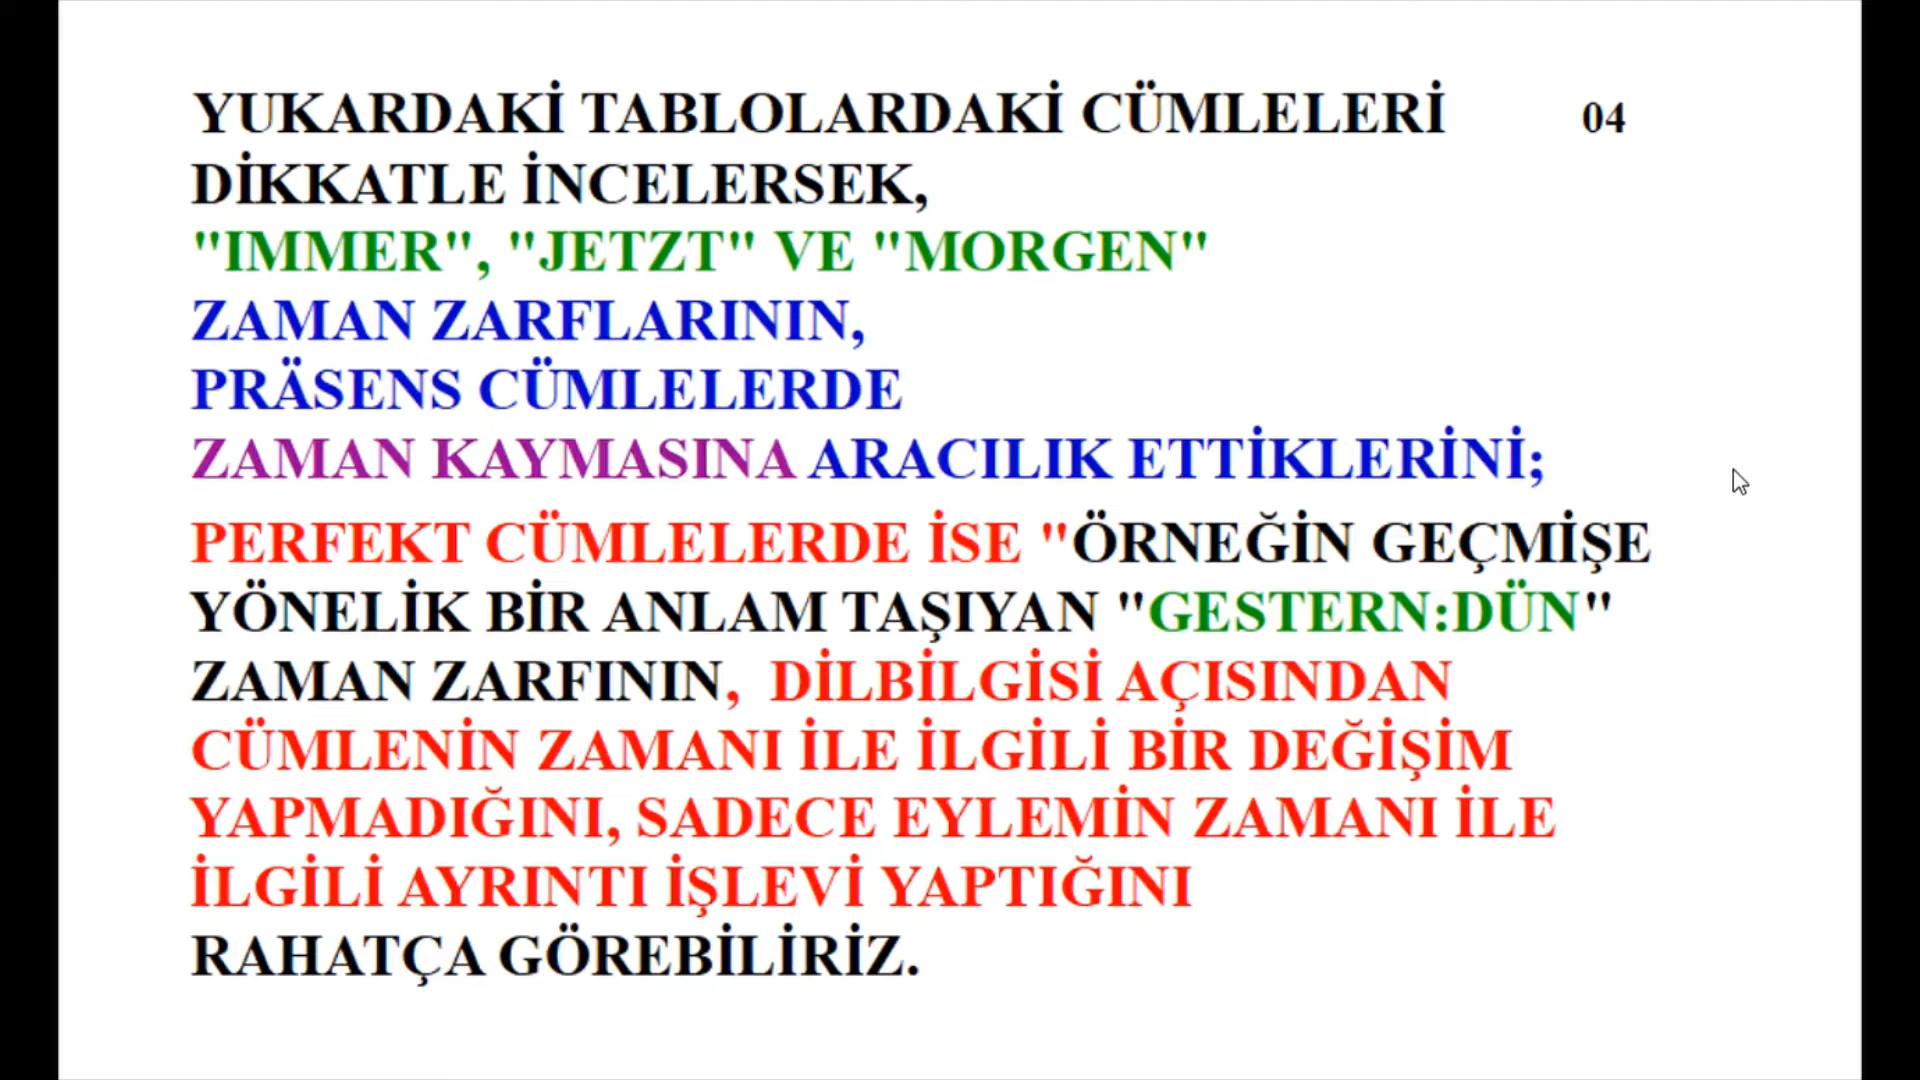 YUKARDAKİ TABLOLARDAKİ CÜMLELERİ 04
DİKKATLE İNCELERSEK,
"IMMER", "JETZT" VE "MORGEN"
ZAMAN ZARFLARININ,
PRÄSENS CÜMLELERDE
ZAMAN KAYMASINA ARACILIK ETTİKLERİNİ;
PERFEKT CÜMLELERDE İSE "ÖRNEĞİN GEÇMİŞE
YÖNELİK BİR ANLAM TAŞIYAN "GESTERN:DÜN"
ZAMAN ZARFININ, DİLBİLGİSİ AÇISINDAN
CÜMLENİN ZAMANI İLE İLGİLİ BİR DEĞİŞİM
YAPMADIĞINI, SADECE EYLEMİN ZAMANI İLE
İLGİLİ AYRINTI İŞLEVİ YAPTIĞINI
RAHATÇA GÖREBİLİRİZ.